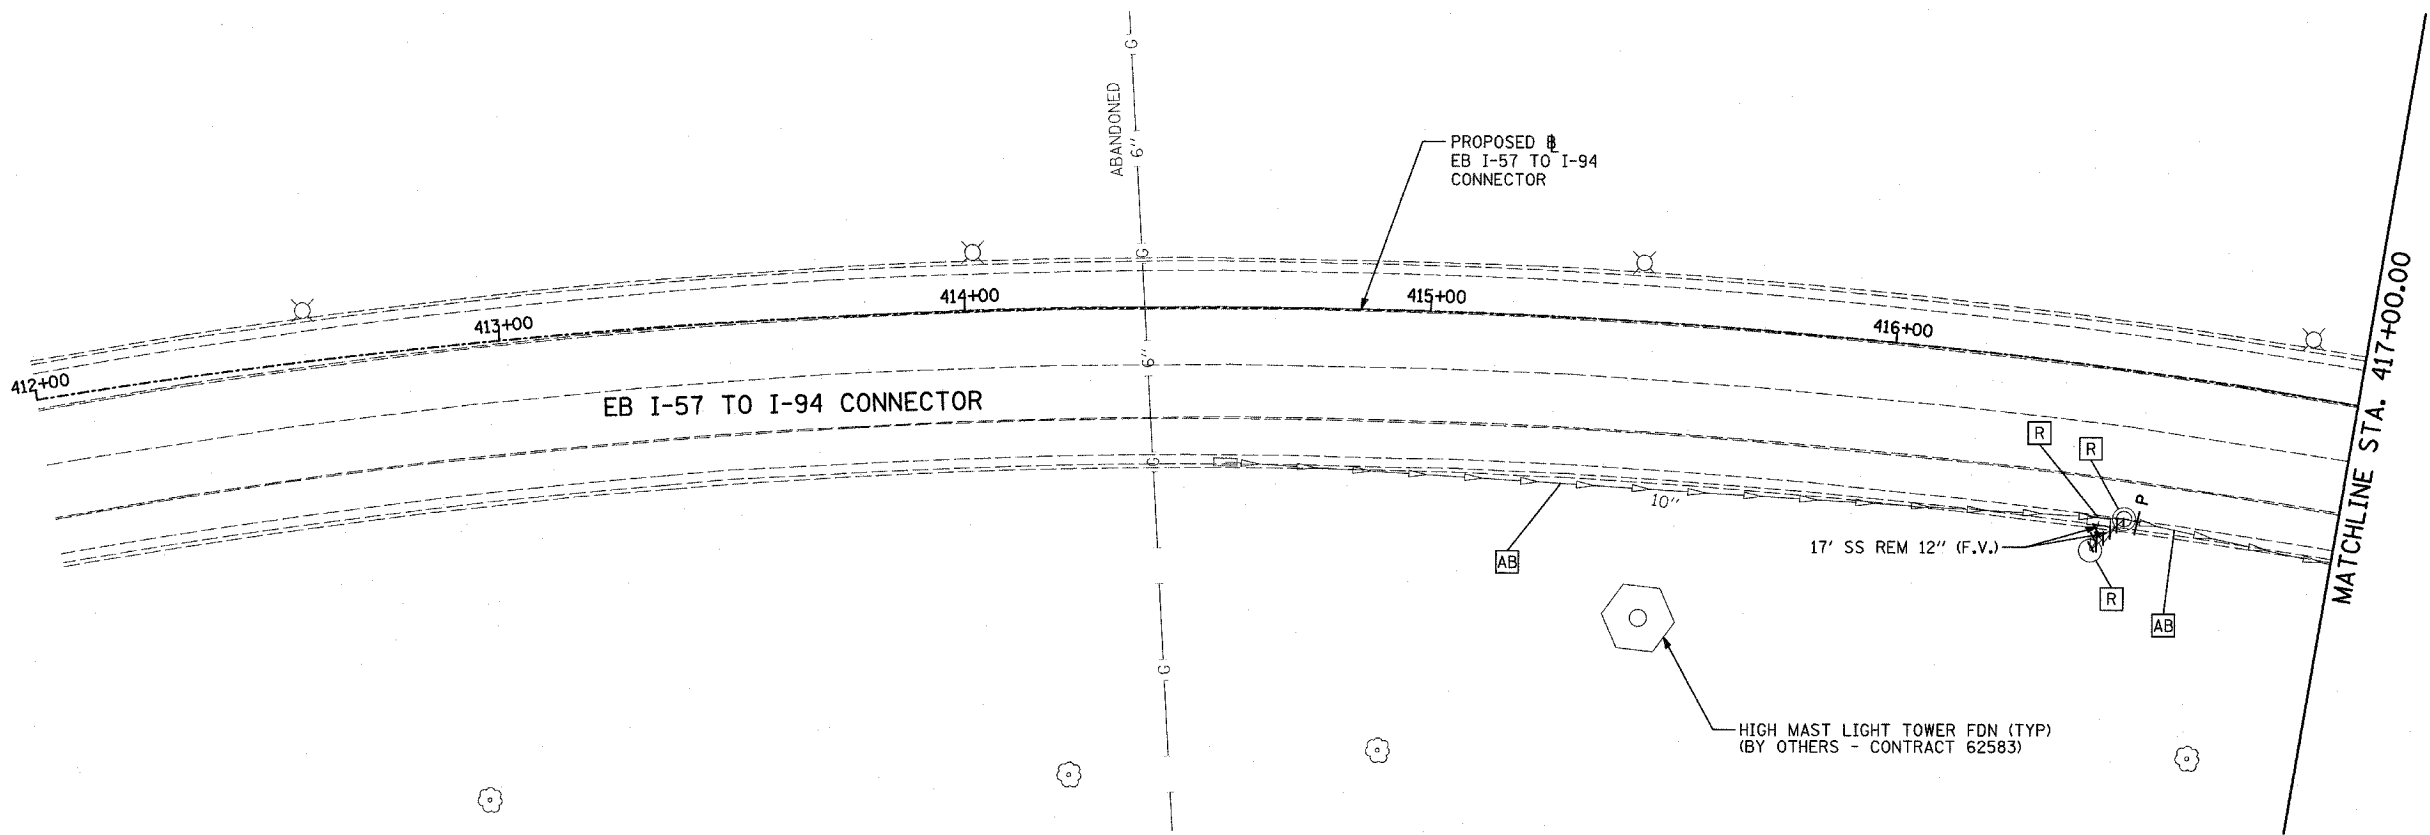 G
ABANDONED
6"
PROPOSED ℄
EB I-57 TO I-94
CONNECTOR
G
412+00
413+00
414+00
415+00
416+00
MATCHLINE STA. 417+00.00
6"
EB I-57 TO I-94 CONNECTOR
G
10"
R
R
P
17' SS REM 12" (F.V.)
AB
R
AB
G
HIGH MAST LIGHT TOWER FDN (TYP)
(BY OTHERS - CONTRACT 62583)